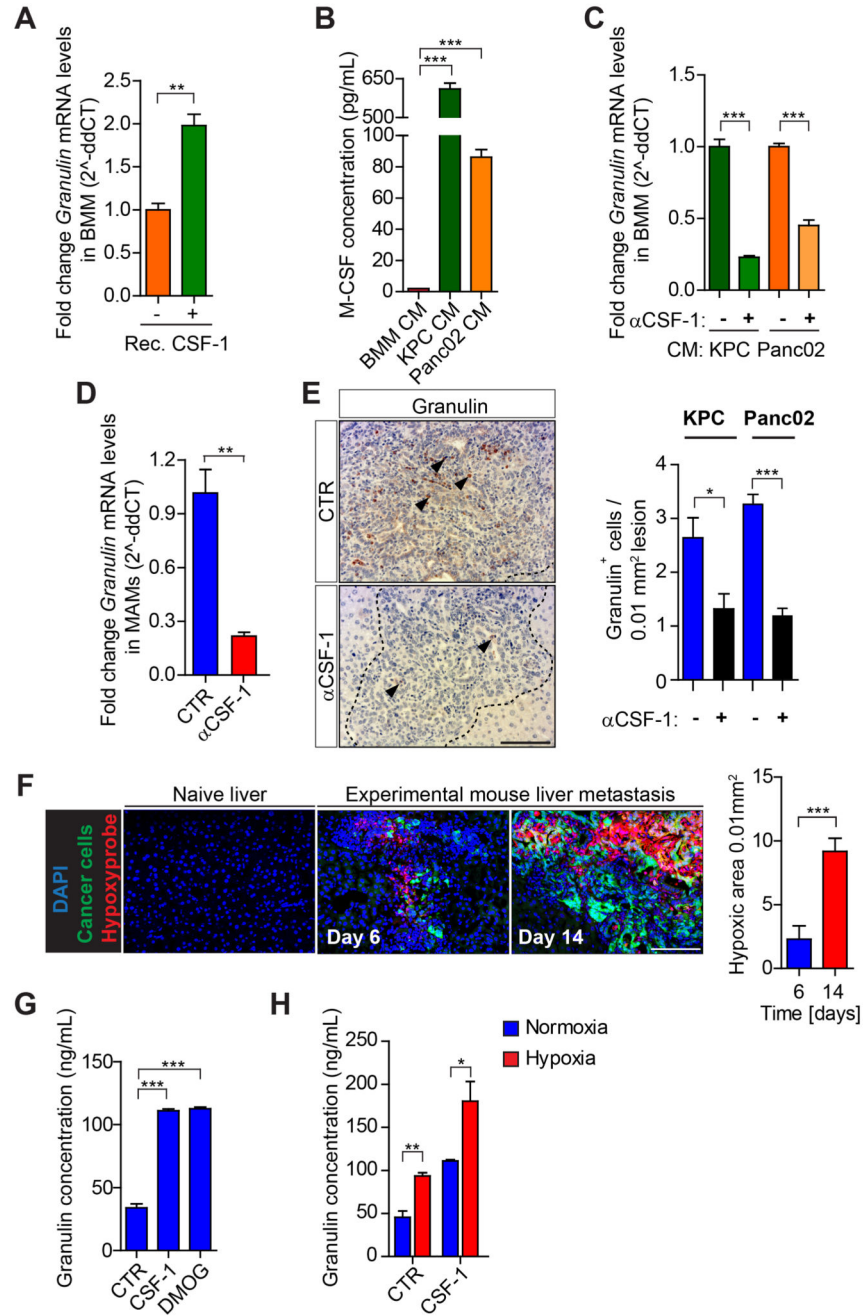 A
Fold change Granulin mRNA levels
in BMM (2^-ddCT)
2.5
2.0
1.5
1.0
0.5
0.0
**
- +
Rec. CSF-1
B
M-CSF concentration (pg/mL)
650
500
100
80
60
40
20
0
***
***
BMM CM
KPC CM
Panc02 CM
C
Fold change Granulin mRNA levels
in BMM (2^-ddCT)
1.5
1.0
0.5
0.0
*** ***
αCSF-1: - + - +
CM: KPC Panc02
D
Fold change Granulin mRNA levels
in MAMs (2^-ddCT)
1.2
0.9
0.6
0.3
0.0
**
CTR
αCSF-1
E
Granulin
CTR
αCSF-1
KPC Panc02
Granulin+ cells /
0.01 mm2 lesion
4
3
2
1
0
* ***
αCSF-1: - + - +
F
DAPI
Cancer cells
Hypoxyprobe
Naive liver
Experimental mouse liver metastasis
Day 6
Day 14
Hypoxic area 0.01mm2
15
10
5
0
***
6 14
Time [days]
G
Granulin concentration (ng/mL)
150
100
50
0
***
***
CTR
CSF-1
DMOG
H
Granulin concentration (ng/mL)
250
200
150
100
50
0
**
*
CTR
CSF-1
Normoxia
Hypoxia